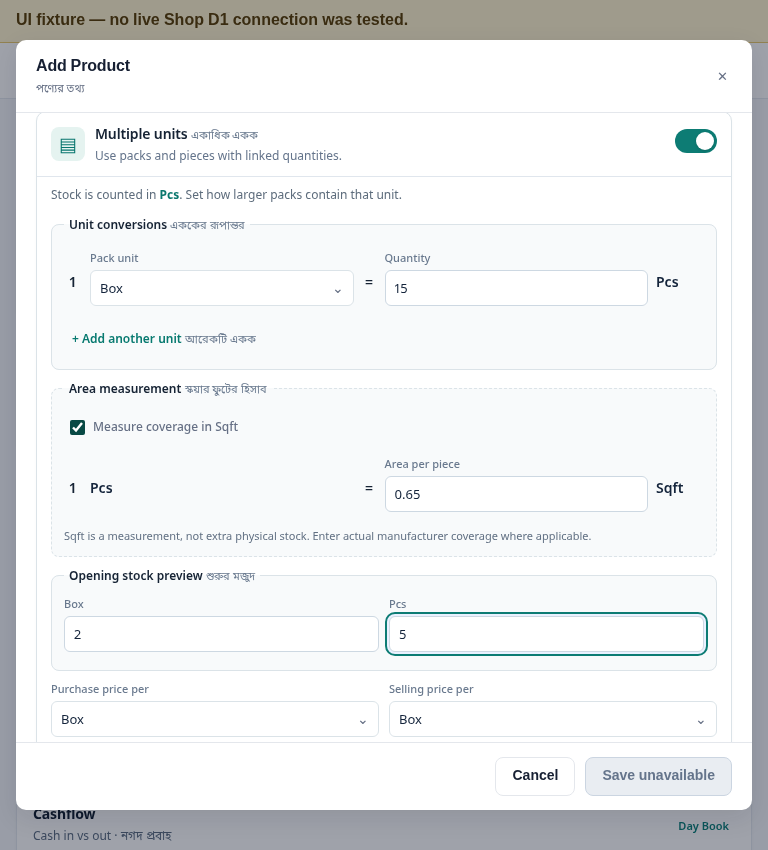 UI fixture — no live Shop D1 connection was tested.
Add Product
×
পণ্যের তথ্য
Multiple units একাধিক একক
Use packs and pieces with linked quantities.
Stock is counted in Pcs. Set how larger packs contain that unit.
Unit conversions এককের রূপান্তর
Pack unit
Quantity
1 Box = 15 Pcs
+ Add another unit আরেকটি একক
Area measurement স্কয়ার ফুটের হিসাব
Measure coverage in Sqft
Area per piece
1 Pcs = 0.65 Sqft
Sqft is a measurement, not extra physical stock. Enter actual manufacturer coverage where applicable.
Opening stock preview শুরুর মজুদ
Box Pcs
2 5
Purchase price per Selling price per
Box Box
Cancel Save unavailable
Cashflow
Cash in vs out · নগদ প্রবাহ
Day Book